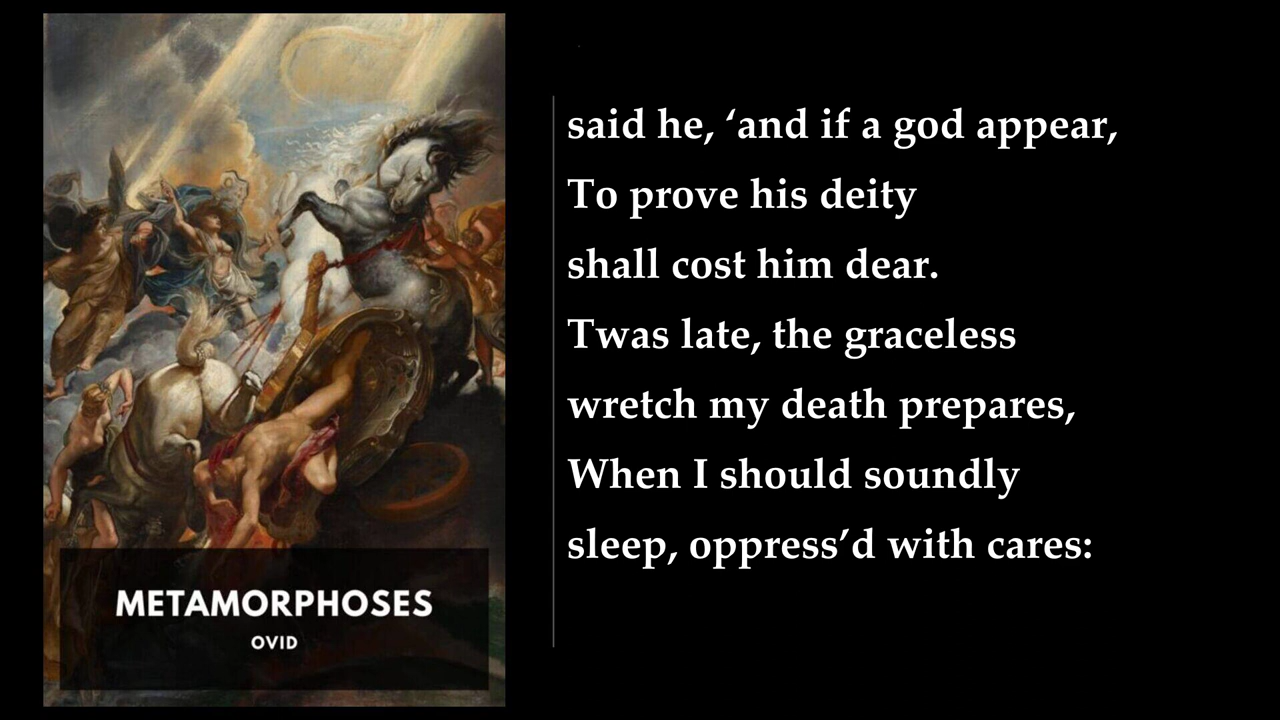 METAMORPHOSES
OVID
said he, ‘and if a god appear,
To prove his deity
shall cost him dear.
Twas late, the graceless
wretch my death prepares,
When I should soundly
sleep, oppress’d with cares: